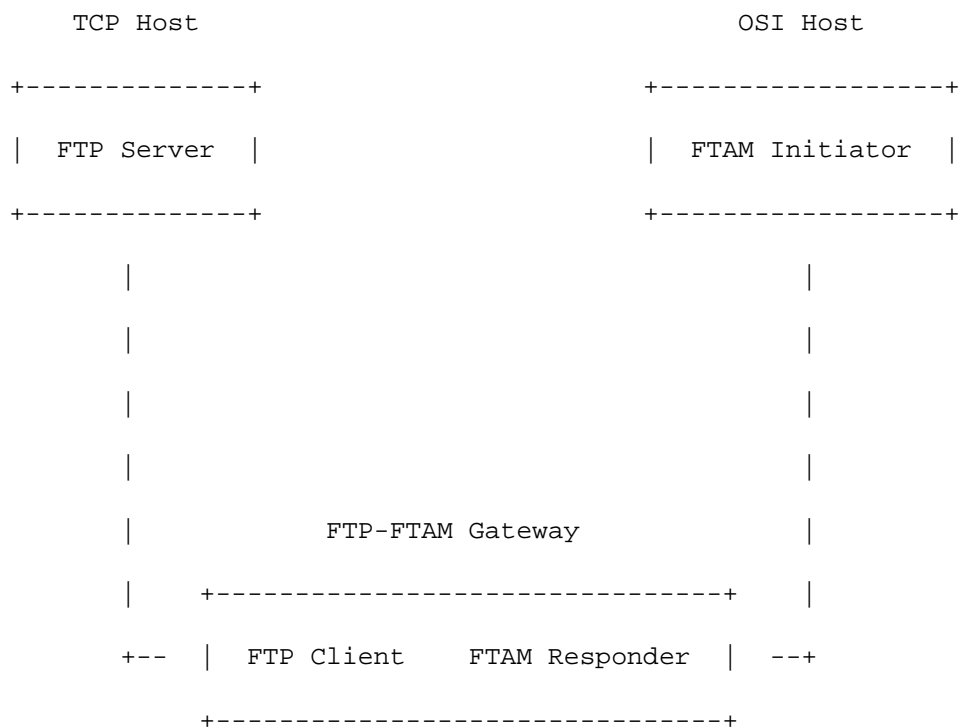 TCP Host                                  OSI Host
+--------------+                        +------------------+
|  FTP Server  |                        |  FTAM Initiator  |
+--------------+                        +------------------+
       |                                          |
       |                                          |
       |                                          |
       |                                          |
       |            FTP-FTAM Gateway              |
       |    +--------------------------------+    |
       +--  |  FTP Client    FTAM Responder  |  --+
            +--------------------------------+